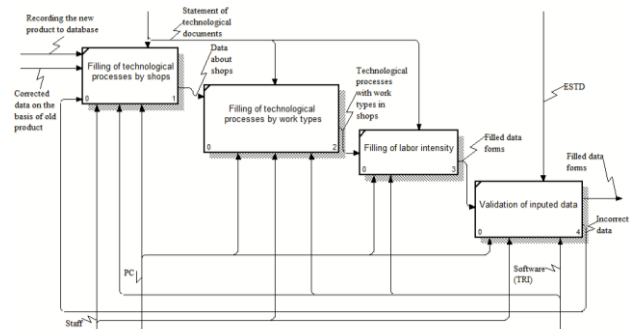 Recording the new
product to database
Statement of
technological
documents
Corrected
data on the
basis of old
product
Filling of technological
processes by shops
0
1
Data
about
shops
Filling of technological
processes by work types
0
2
Technological
processes
with work
types in
shops
ESTD
Filling of labor intensity
0
3
Filled data
forms
Filled data
forms
Validation of inputed data
0
4
Incorrect
data
PC
Software
(TRI)
Staff